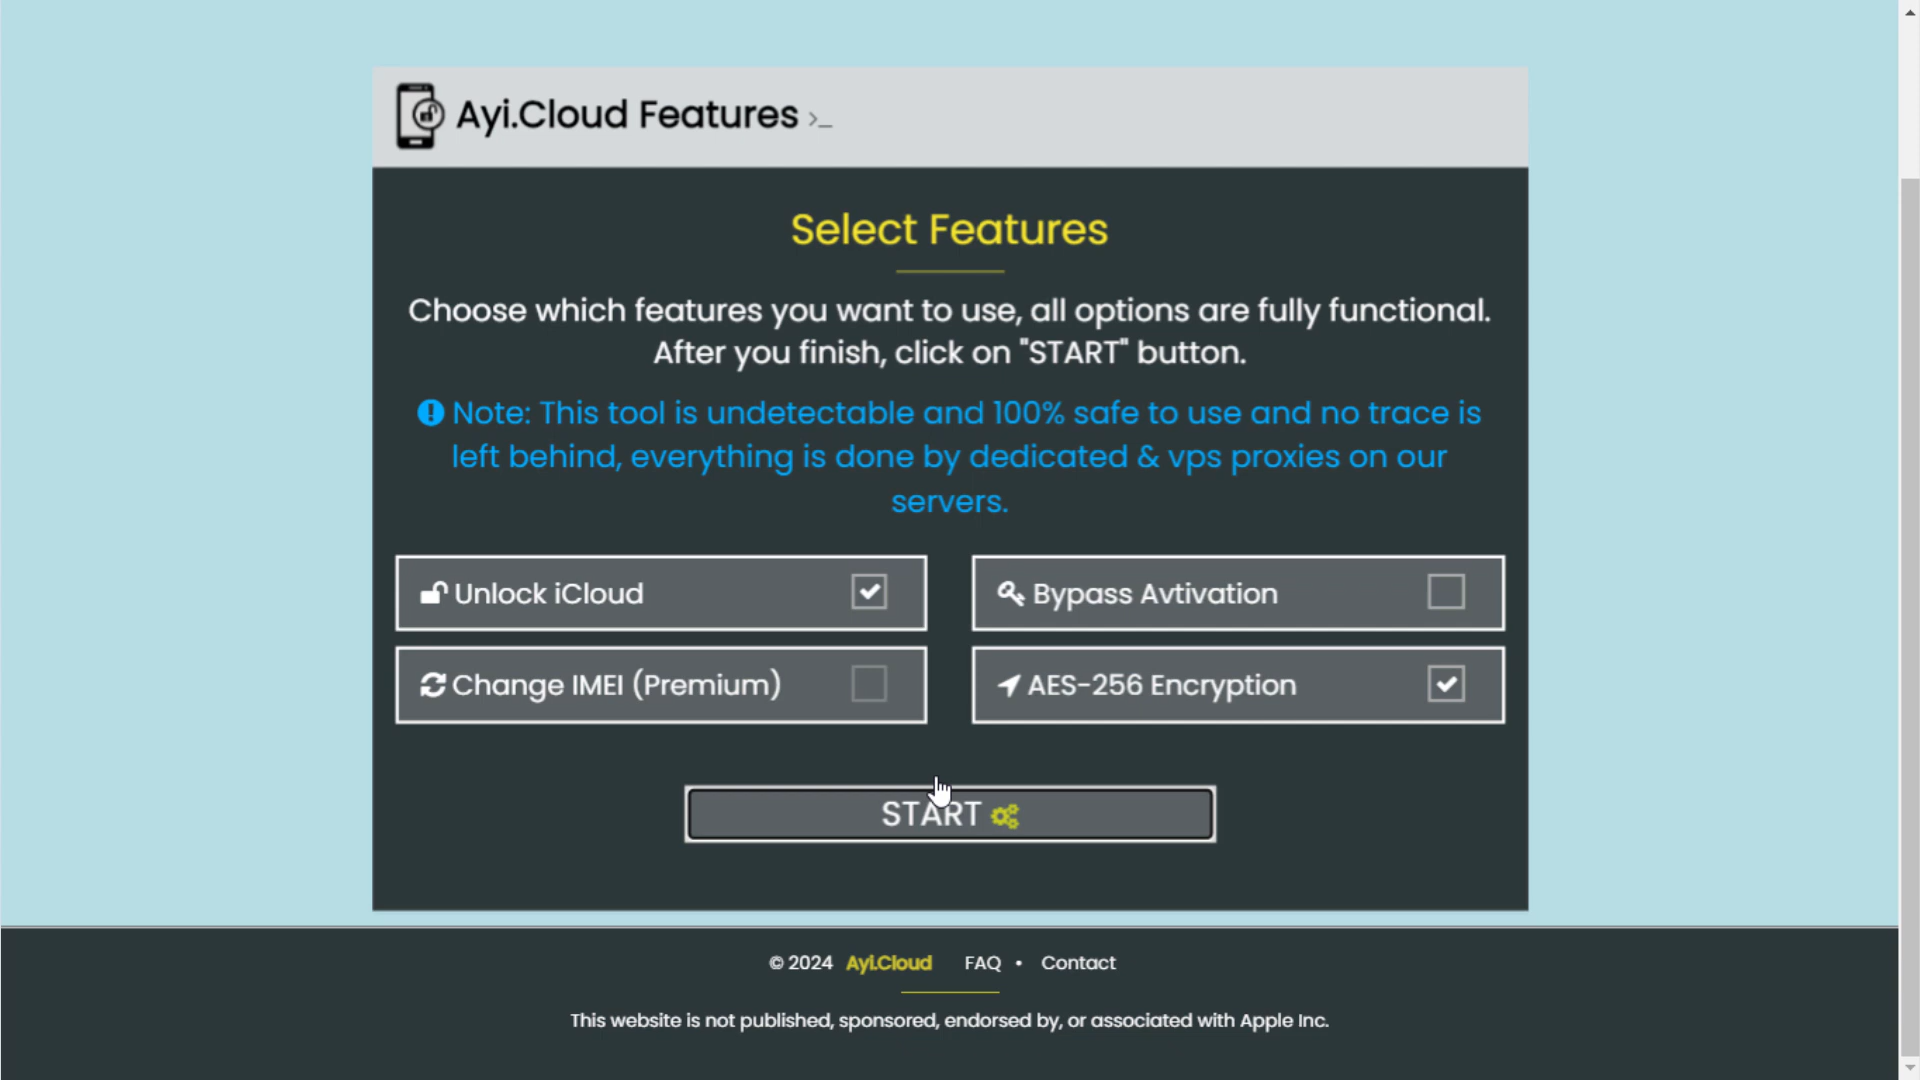 Ayi.Cloud Features >_
Select Features
Choose which features you want to use, all options are fully functional.
After you finish, click on "START" button.
Note: This tool is undetectable and 100% safe to use and no trace is
left behind, everything is done by dedicated & vps proxies on our
servers.
Unlock iCloud
Bypass Avtivation
Change IMEI (Premium)
AES-256 Encryption
START
© 2024 Ayi.Cloud FAQ • Contact
This website is not published, sponsored, endorsed by, or associated with Apple Inc.